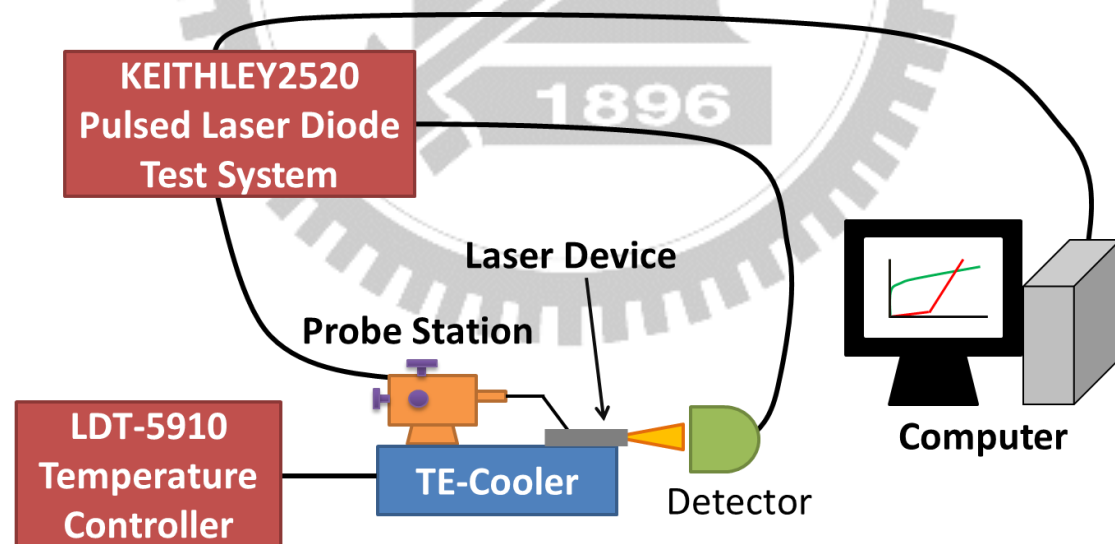 1896
KEITHLEY2520
Pulsed Laser Diode
Test System
Laser Device
Probe Station
LDT-5910
Temperature
Controller
TE-Cooler
Detector
Computer